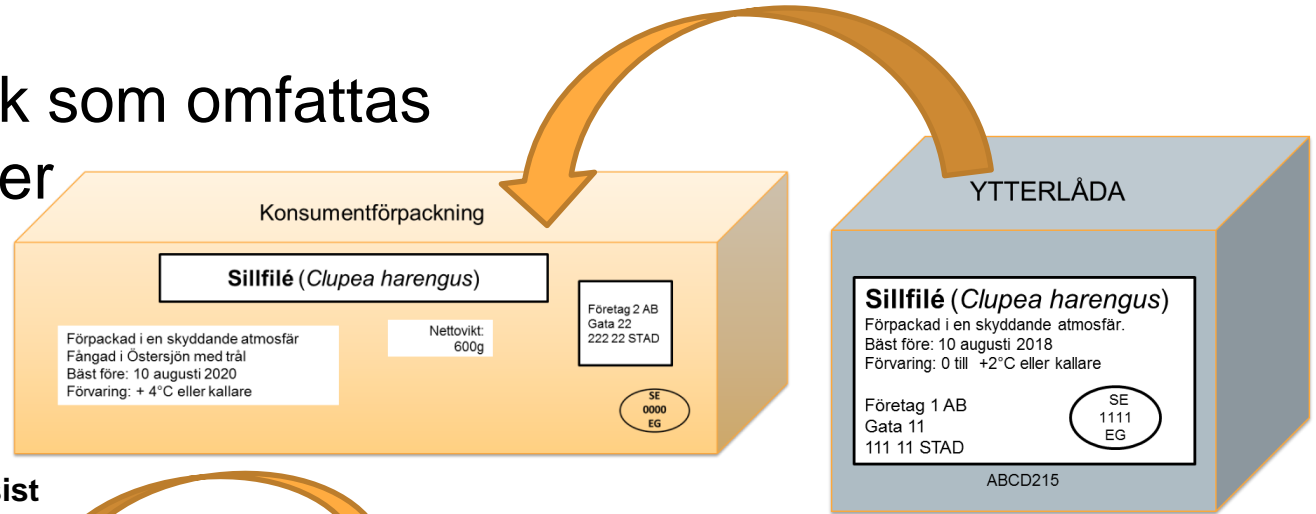 k som omfattas
er
Konsumentförpackning
Sillfilé (Clupea harengus)
Förpackad i en skyddande atmosfär
Fångad i Östersjön med trål
Bäst före: 10 augusti 2020
Förvaring: + 4°C eller kallare
Nettovikt:
600g
Företag 2 AB
Gata 22
222 22 STAD
SE
0000
EG
YTTERLÅDA
Sillfilé (Clupea harengus)
Förpackad i en skyddande atmosfär.
Bäst före: 10 augusti 2018
Förvaring: 0 till +2°C eller kallare
Företag 1 AB
Gata 11
111 11 STAD
SE
1111
EG
ABCD215
ist